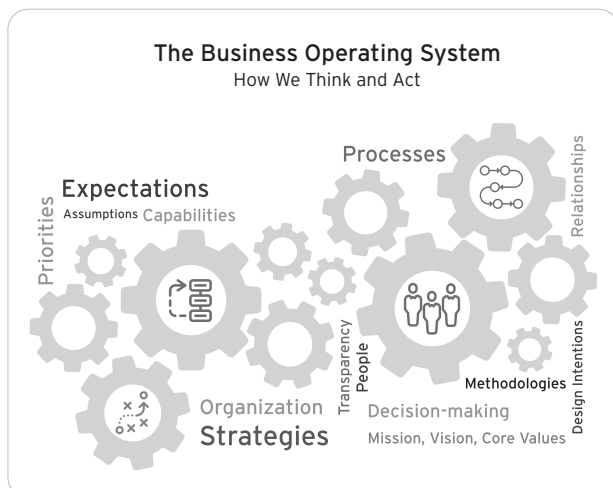 The Business Operating System
How We Think and Act
Processes
Relationships
Expectations
Assumptions Capabilities
Priorities
Transparency
People
Design Intentions
Methodologies
Organization
Strategies
Decision-making
Mission, Vision, Core Values